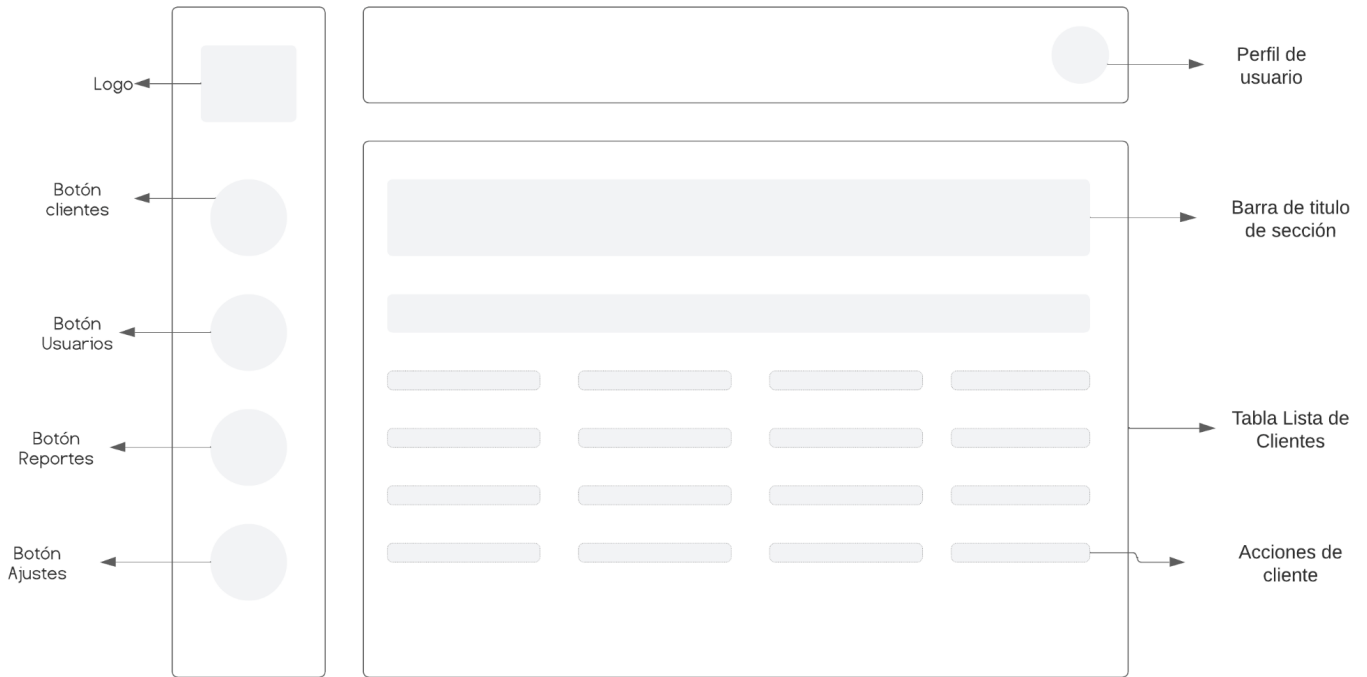 Logo
Botón
clientes
Botón
Usuarios
Botón
Reportes
Botón
Ajustes
Perfil de
usuario
Barra de titulo
de sección
Tabla Lista de
Clientes
Acciones de
cliente